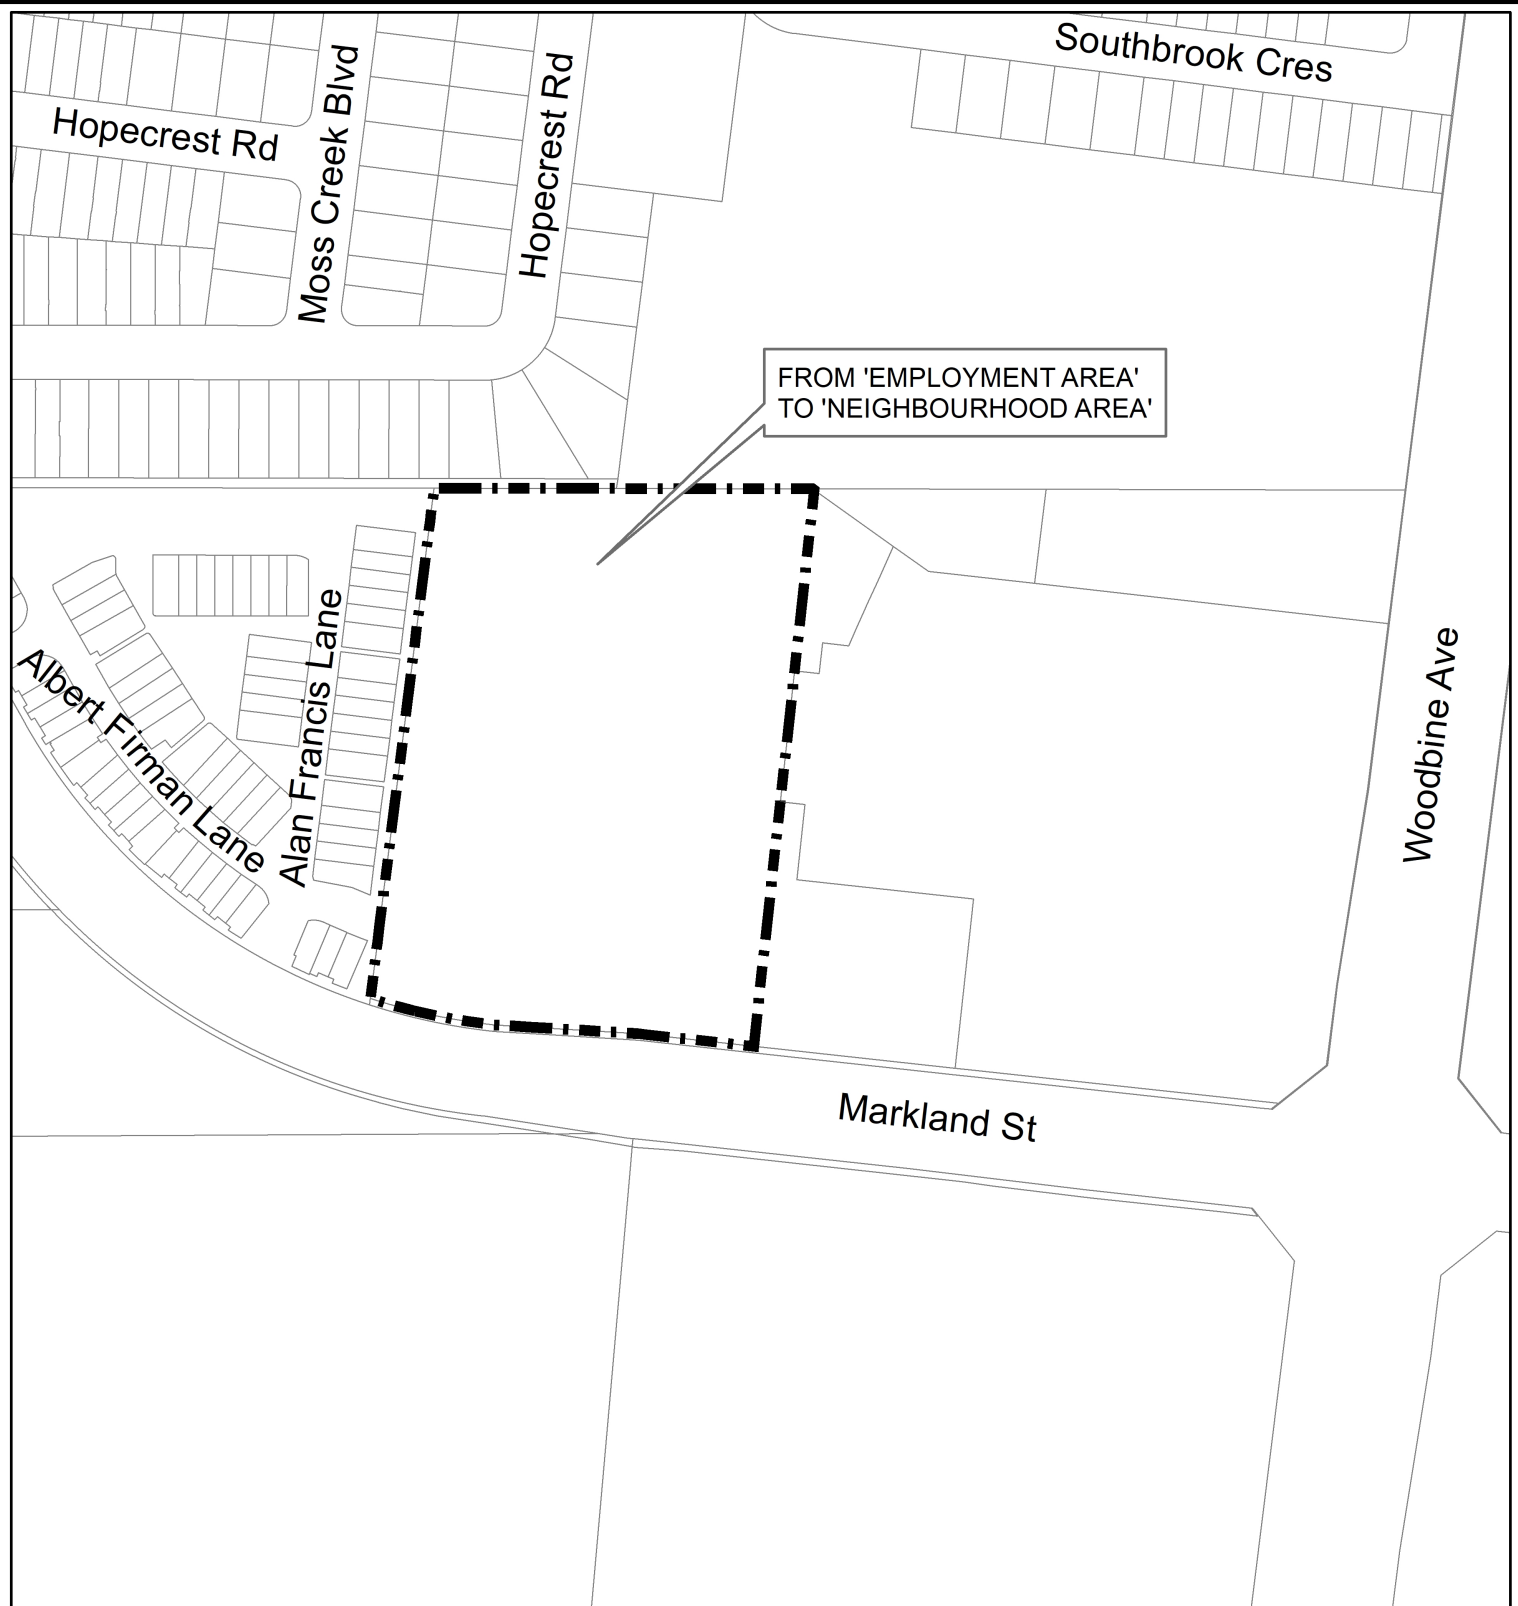 Southbrook Cres
Hopecrest Rd
Moss Creek Blvd
Hopecrest Rd
FROM 'EMPLOYMENT AREA'
TO 'NEIGHBOURHOOD AREA'
Albert Firman Lane
Alan Francis Lane
Woodbine Ave
Markland St